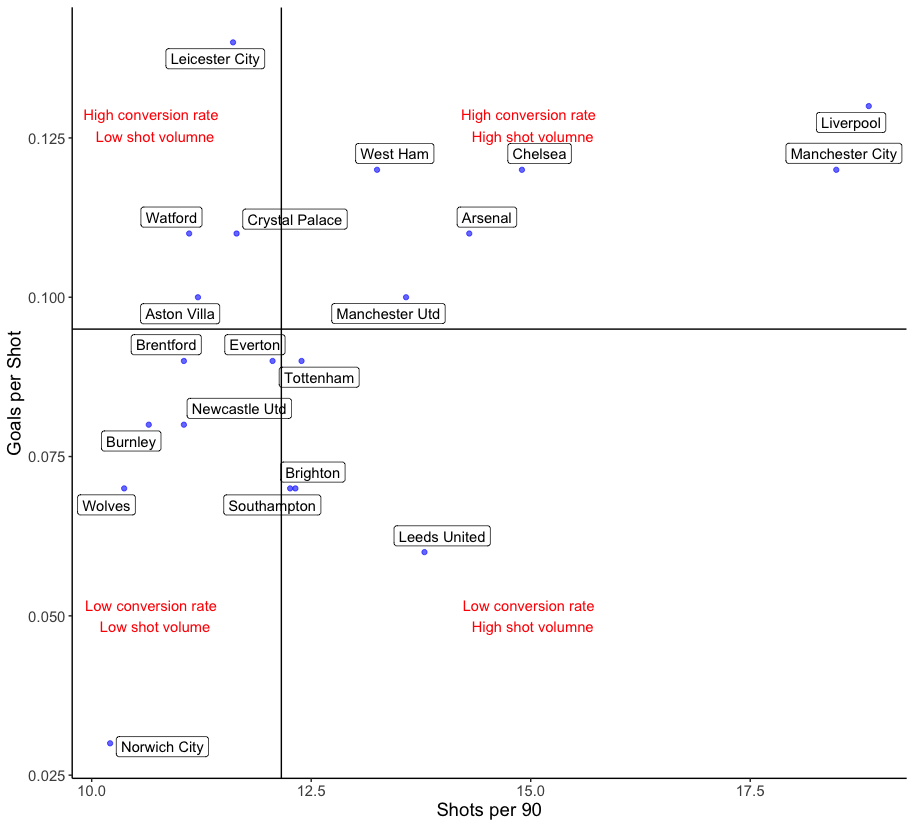 Leicester City
High conversion rate
Low shot volumne
High conversion rate
High shot volumne
Liverpool
West Ham
Chelsea
Manchester City
Watford
Crystal Palace
Arsenal
Aston Villa
Manchester Utd
Brentford
Everton
Tottenham
Newcastle Utd
Burnley
Brighton
Wolves
Southampton
Leeds United
Low conversion rate
Low shot volume
Low conversion rate
High shot volumne
Norwich City
0.125
0.100
0.075
0.050
0.025
Goals per Shot
10.0
12.5
15.0
17.5
Shots per 90